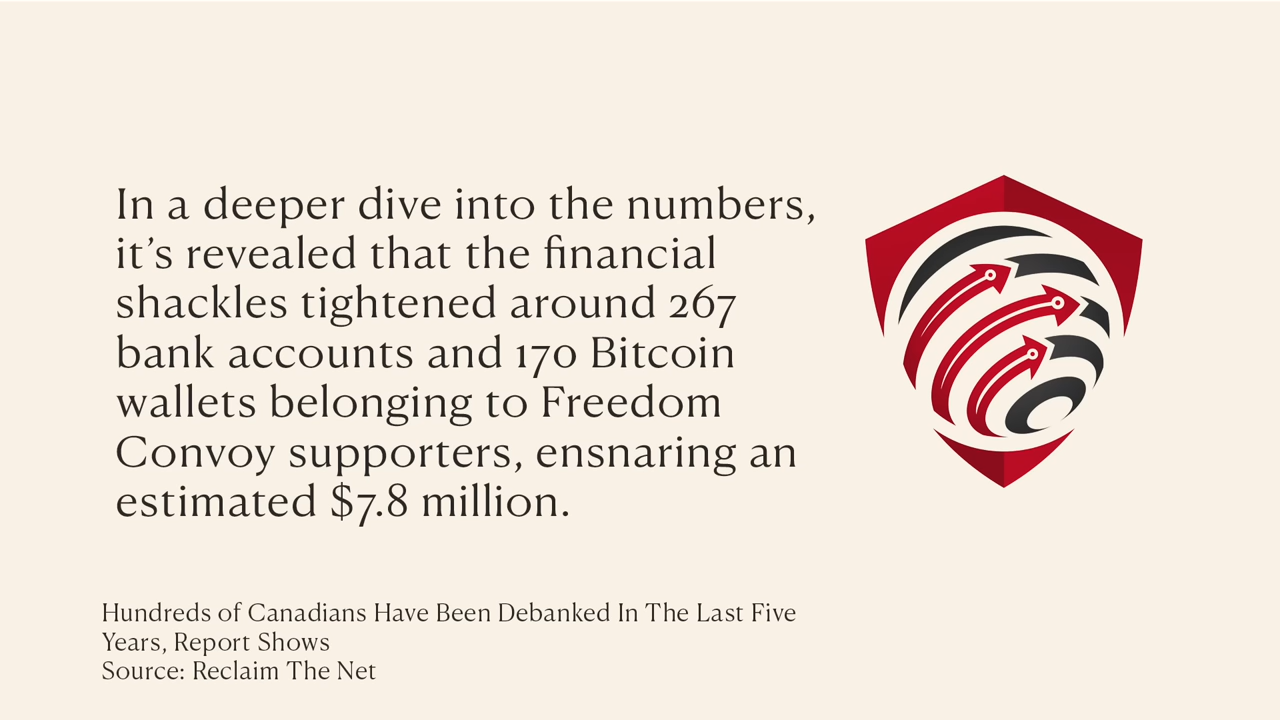 In a deeper dive into the numbers,
it’s revealed that the financial
shackles tightened around 267
bank accounts and 170 Bitcoin
wallets belonging to Freedom
Convoy supporters, ensnaring an
estimated $7.8 million.
Hundreds of Canadians Have Been Debanked In The Last Five
Years, Report Shows
Source: Reclaim The Net